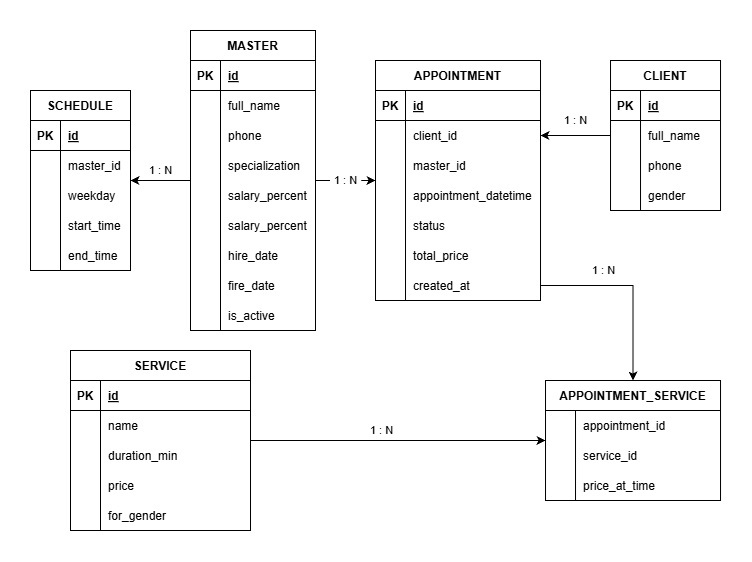 MASTER
PK id
full_name
phone
specialization
salary_percent
salary_percent
hire_date
fire_date
is_active
APPOINTMENT
PK id
client_id
master_id
appointment_datetime
status
total_price
created_at
CLIENT
PK id
full_name
phone
gender
SCHEDULE
PK id
master_id
weekday
start_time
end_time
1 : N
1 : N
1 : N
1 : N
SERVICE
PK id
name
duration_min
price
for_gender
1 : N
APPOINTMENT_SERVICE
appointment_id
service_id
price_at_time